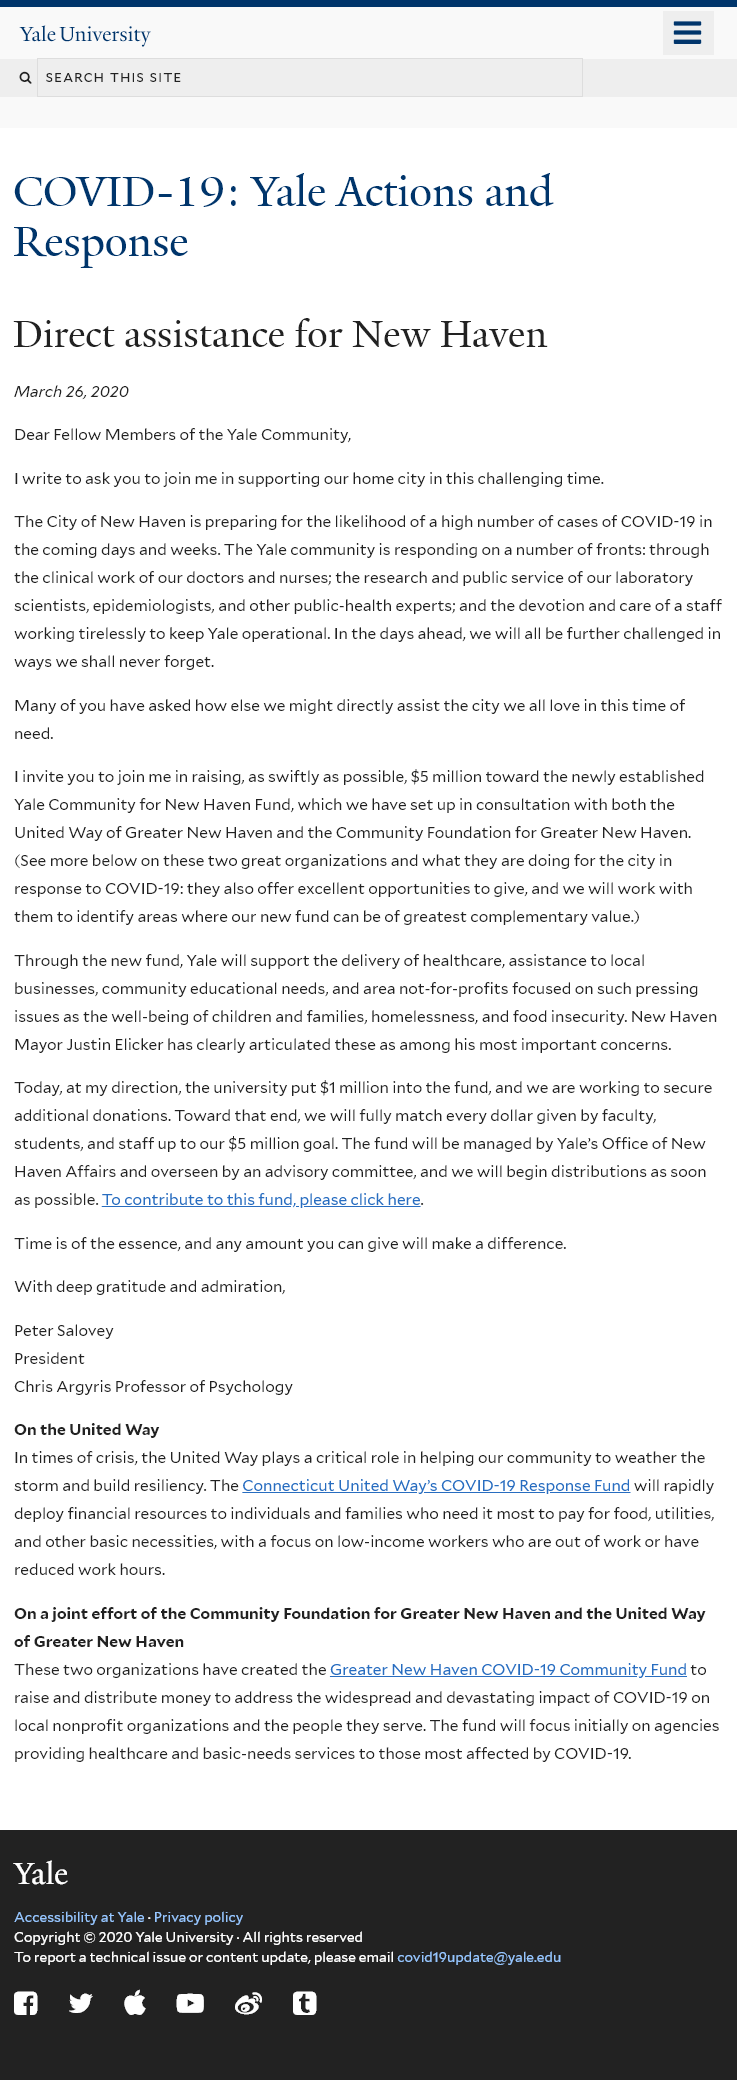 Yale University
SEARCH THIS SITE
COVID-19: Yale Actions and
Response
Direct assistance for New Haven
March 26, 2020
Dear Fellow Members of the Yale Community,
I write to ask you to join me in supporting our home city in this challenging time.
The City of New Haven is preparing for the likelihood of a high number of cases of COVID-19 in
the coming days and weeks. The Yale community is responding on a number of fronts: through
the clinical work of our doctors and nurses; the research and public service of our laboratory
scientists, epidemiologists, and other public-health experts; and the devotion and care of a staff
working tirelessly to keep Yale operational. In the days ahead, we will all be further challenged in
ways we shall never forget.
Many of you have asked how else we might directly assist the city we all love in this time of
need.
I invite you to join me in raising, as swiftly as possible, $5 million toward the newly established
Yale Community for New Haven Fund, which we have set up in consultation with both the
United Way of Greater New Haven and the Community Foundation for Greater New Haven.
(See more below on these two great organizations and what they are doing for the city in
response to COVID-19: they also offer excellent opportunities to give, and we will work with
them to identify areas where our new fund can be of greatest complementary value.)
Through the new fund, Yale will support the delivery of healthcare, assistance to local
businesses, community educational needs, and area not-for-profits focused on such pressing
issues as the well-being of children and families, homelessness, and food insecurity. New Haven
Mayor Justin Elicker has clearly articulated these as among his most important concerns.
Today, at my direction, the university put $1 million into the fund, and we are working to secure
additional donations. Toward that end, we will fully match every dollar given by faculty,
students, and staff up to our $5 million goal. The fund will be managed by Yale’s Office of New
Haven Affairs and overseen by an advisory committee, and we will begin distributions as soon
as possible. To contribute to this fund, please click here.
Time is of the essence, and any amount you can give will make a difference.
With deep gratitude and admiration,
Peter Salovey
President
Chris Argyris Professor of Psychology
On the United Way
In times of crisis, the United Way plays a critical role in helping our community to weather the
storm and build resiliency. The Connecticut United Way’s COVID-19 Response Fund will rapidly
deploy financial resources to individuals and families who need it most to pay for food, utilities,
and other basic necessities, with a focus on low-income workers who are out of work or have
reduced work hours.
On a joint effort of the Community Foundation for Greater New Haven and the United Way
of Greater New Haven
These two organizations have created the Greater New Haven COVID-19 Community Fund to
raise and distribute money to address the widespread and devastating impact of COVID-19 on
local nonprofit organizations and the people they serve. The fund will focus initially on agencies
providing healthcare and basic-needs services to those most affected by COVID-19.
Yale
Accessibility at Yale · Privacy policy
Copyright © 2020 Yale University · All rights reserved
To report a technical issue or content update, please email covid19update@yale.edu